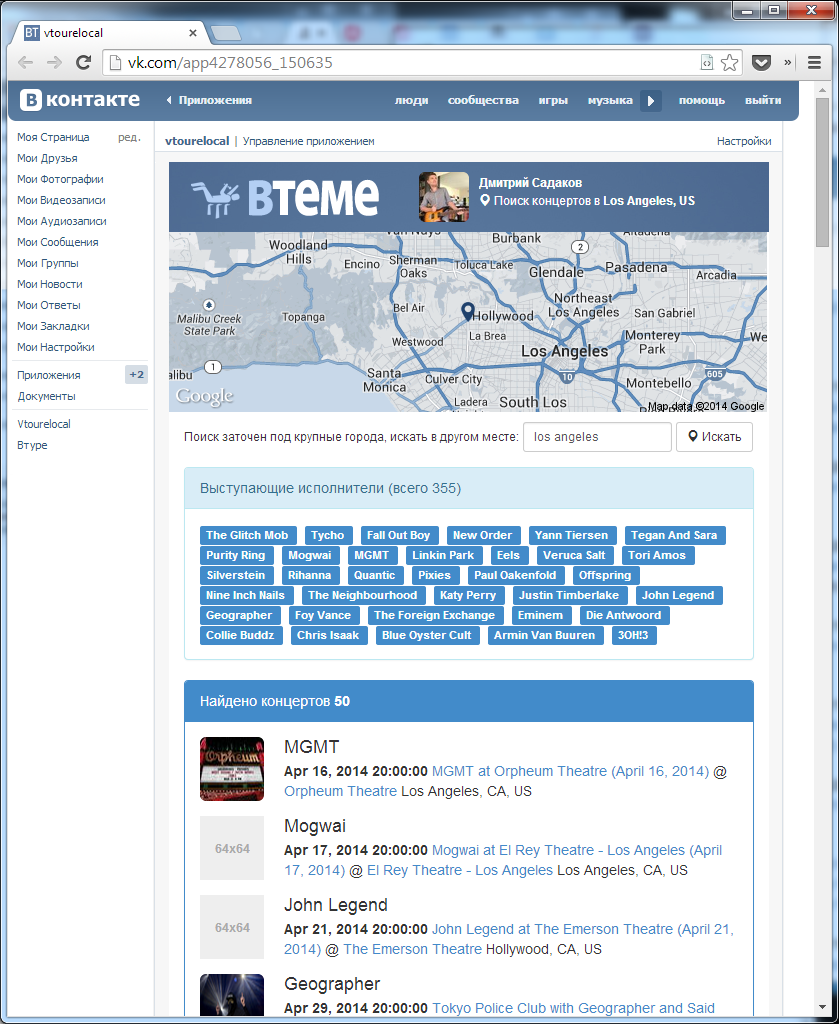 BT vtourelocal
vk.com/app4278056_150635
В контакте
Приложения
люди сообщества игры музыка помощь выйти
Моя Страница ред.
Мои Друзья
Мои Фотографии
Мои Видеозаписи
Мои Аудиозаписи
Мои Сообщения
Мои Группы
Мои Новости
Мои Ответы
Мои Закладки
Мои Настройки
Приложения +2
Документы
Vtourelocal
Втуре
vtourelocal | Управление приложением Настройки
ВТЕМЕ
Дмитрий Садаков
Поиск концертов в Los Angeles, US
Woodland
Hills
Encino
Sherman
Oaks
Van Nuys
Burbank
2
Toluca Lake
Glendale
Pasadena
Altadena
Arcadia
Malibu Creek
State Park
Topanga
Bel Air
Westwood
Hollywood
La Brea
Northeast
Los Angeles
San Gabriel
Los Angeles
Monterey
Park
We
alibu
1
Santa
Monica
Culver City
10
605
Montebello
Ladera
South Los
Google
Map data ©2014 Google
Поиск заточен под крупные города, искать в другом месте: los angeles Искать
Выступающие исполнители (всего 355)
The Glitch Mob Tycho Fall Out Boy New Order Yann Tiersen Tegan And Sara
Purity Ring Mogwai MGMT Linkin Park Eels Veruca Salt Tori Amos
Silverstein Rihanna Quantic Pixies Paul Oakenfold Offspring
Nine Inch Nails The Neighbourhood Katy Perry Justin Timberlake John Legend
Geographer Foy Vance The Foreign Exchange Eminem Die Antwoord
Collie Buddz Chris Isaak Blue Oyster Cult Armin Van Buuren 3OH!3
Найдено концертов 50
Orpheum
MGMT
Apr 16, 2014 20:00:00 MGMT at Orpheum Theatre (April 16, 2014) @
Orpheum Theatre Los Angeles, CA, US
64x64
Mogwai
Apr 17, 2014 20:00:00 Mogwai at El Rey Theatre - Los Angeles (April
17, 2014) @ El Rey Theatre - Los Angeles Los Angeles, CA, US
64x64
John Legend
Apr 21, 2014 20:00:00 John Legend at The Emerson Theatre (April 21,
2014) @ The Emerson Theatre Hollywood, CA, US
Geographer
Apr 29, 2014 20:00:00 Tokyo Police Club with Geographer and Said